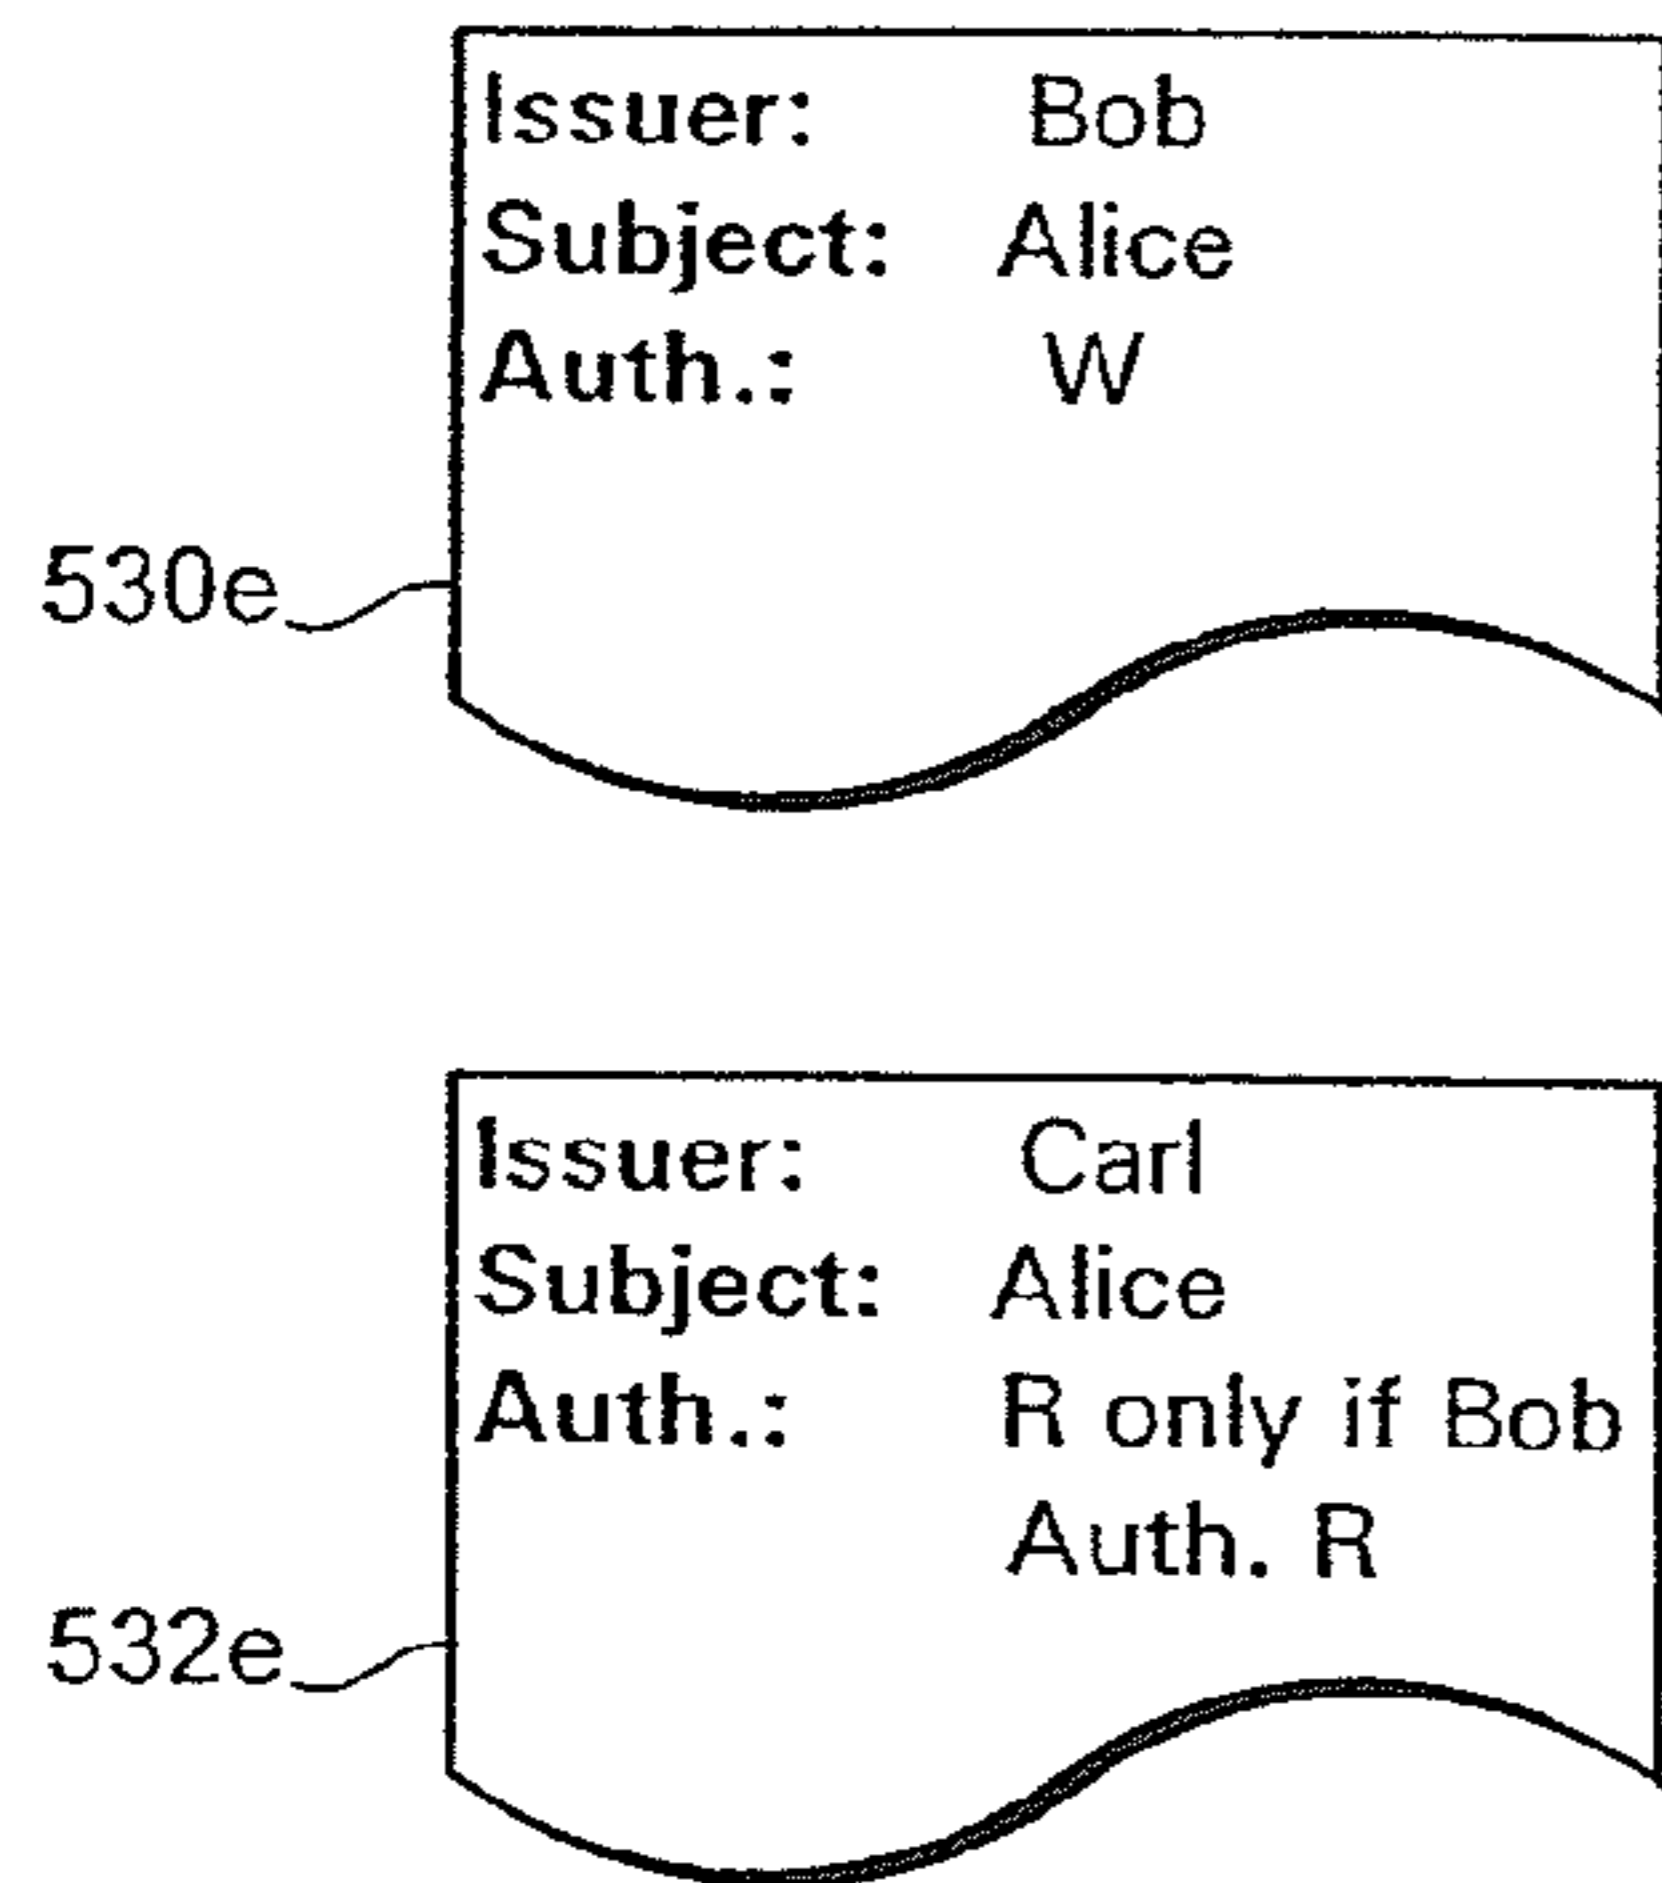 Issuer: Bob
Subject: Alice
Auth.: W
530e
Issuer: Carl
Subject: Alice
Auth.: R only if Bob
Auth. R
532e